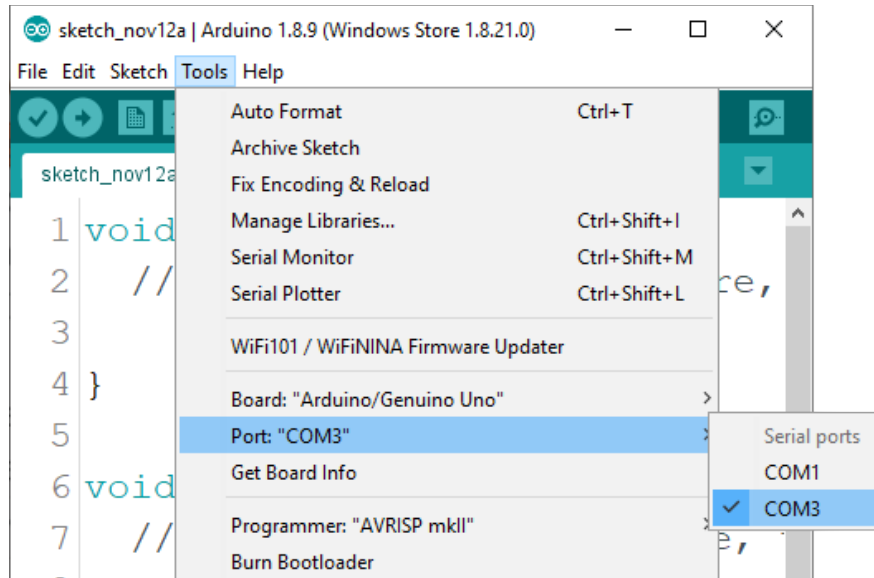 sketch_nov12a | Arduino 1.8.9 (Windows Store 1.8.21.0)
File Edit Sketch Tools Help
Auto Format Ctrl+T
Archive Sketch
sketch_nov12a
Fix Encoding & Reload
1 void
Manage Libraries... Ctrl+Shift+I
Serial Monitor Ctrl+Shift+M
2 // re,
Serial Plotter Ctrl+Shift+L
3
WiFi101 / WiFiNINA Firmware Updater
4 }
Board: "Arduino/Genuino Uno"
5
Port: "COM3"
Serial ports
Get Board Info
COM1
6 void
COM3
Programmer: "AVRISP mkII"
7 // e,
Burn Bootloader